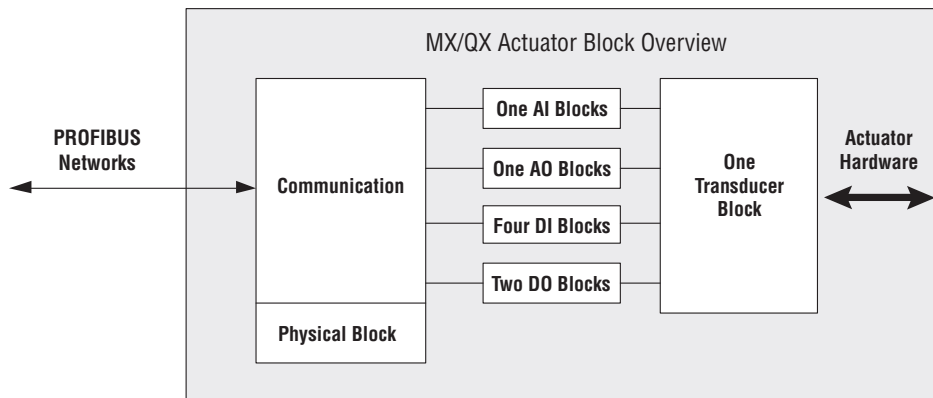 MX/QX Actuator Block Overview
PROFIBUS
Networks
Communication
Physical Block
One AI Blocks
One AO Blocks
Four DI Blocks
Two DO Blocks
One
Transducer
Block
Actuator
Hardware